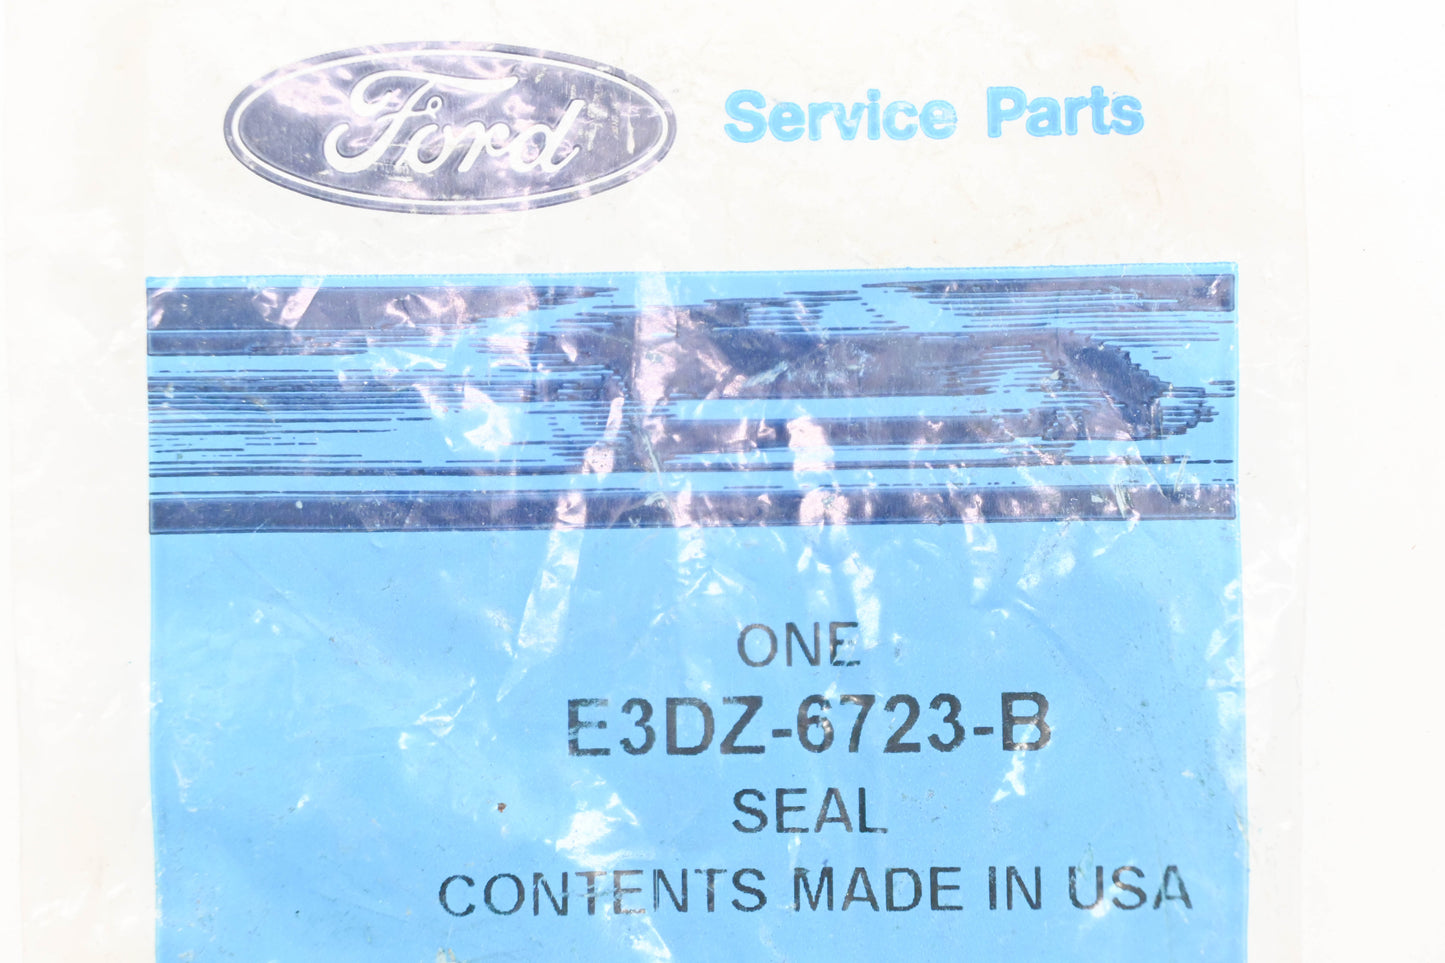 Ford Service Parts
ONE
E3DZ-6723-B
SEAL
CONTENTS MADE IN USA